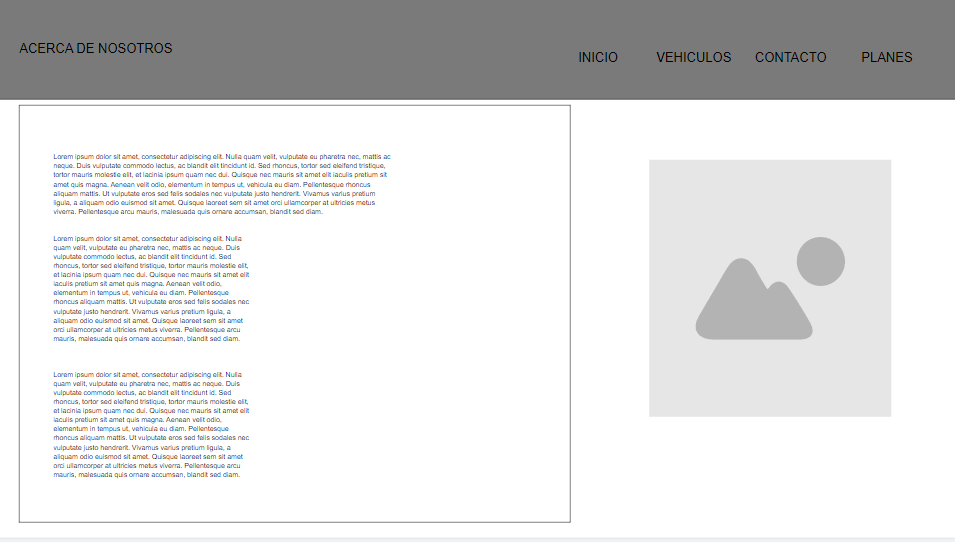 ACERCA DE NOSOTROS
INICIO VEHICULOS CONTACTO PLANES
Lorem ipsum dolor sit amet, consectetur adipiscing elit. Nulla quam velit, vulputate eu pharetra nec, mattis ac
neque. Duis vulputate commodo lectus, ac blandit elit tincidunt id. Sed rhoncus, tortor sed eleifend tristique,
tortor mauris molestie elit, et lacinia ipsum quam nec dui. Quisque nec mauris sit amet elit iaculis pretium sit
amet quis magna. Aenean velit odio, elementum in tempus ut, vehicula eu diam. Pellentesque rhoncus
aliquam mattis. Ut vulputate eros sed felis sodales nec vulputate justo hendrerit. Vivamus varius pretium
ligula, a aliquam odio euismod sit amet. Quisque laoreet sem sit amet orci ullamcorper at ultricies metus
viverra. Pellentesque arcu mauris, malesuada quis ornare accumsan, blandit sed diam.
Lorem ipsum dolor sit amet, consectetur adipiscing elit. Nulla
quam velit, vulputate eu pharetra nec, mattis ac neque. Duis
vulputate commodo lectus, ac blandit elit tincidunt id. Sed
rhoncus, tortor sed eleifend tristique, tortor mauris molestie elit,
et lacinia ipsum quam nec dui. Quisque nec mauris sit amet elit
iaculis pretium sit amet quis magna. Aenean velit odio,
elementum in tempus ut, vehicula eu diam. Pellentesque
rhoncus aliquam mattis. Ut vulputate eros sed felis sodales nec
vulputate justo hendrerit. Vivamus varius pretium ligula, a
aliquam odio euismod sit amet. Quisque laoreet sem sit amet
orci ullamcorper at ultricies metus viverra. Pellentesque arcu
mauris, malesuada quis ornare accumsan, blandit sed diam.
Lorem ipsum dolor sit amet, consectetur adipiscing elit. Nulla
quam velit, vulputate eu pharetra nec, mattis ac neque. Duis
vulputate commodo lectus, ac blandit elit tincidunt id. Sed
rhoncus, tortor sed eleifend tristique, tortor mauris molestie elit,
et lacinia ipsum quam nec dui. Quisque nec mauris sit amet elit
iaculis pretium sit amet quis magna. Aenean velit odio,
elementum in tempus ut, vehicula eu diam. Pellentesque
rhoncus aliquam mattis. Ut vulputate eros sed felis sodales nec
vulputate justo hendrerit. Vivamus varius pretium ligula, a
aliquam odio euismod sit amet. Quisque laoreet sem sit amet
orci ullamcorper at ultricies metus viverra. Pellentesque arcu
mauris, malesuada quis ornare accumsan, blandit sed diam.